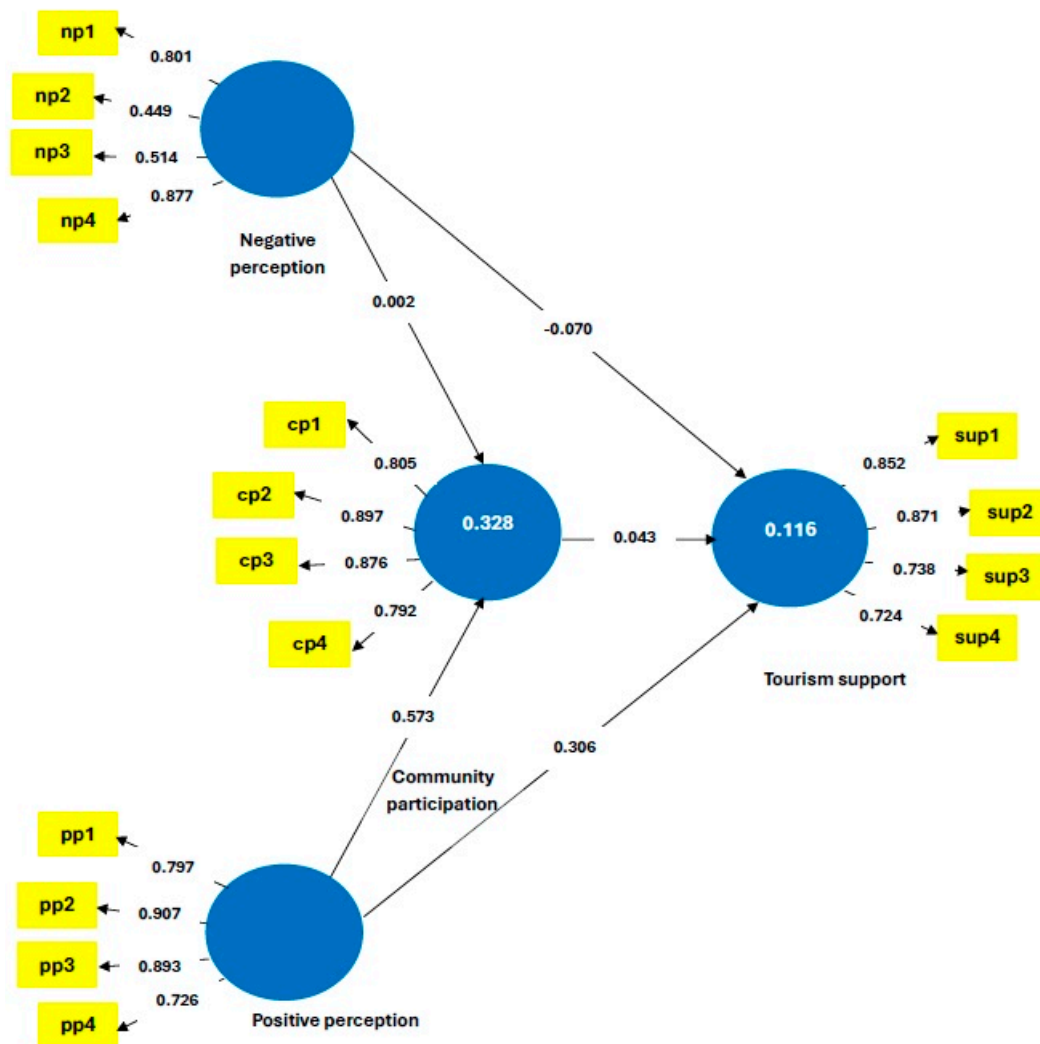 np1
0.801
np2
0.449
np3
0.514
0.877
np4
Negative
perception
0.002
-0.070
cp1
0.805
cp2
0.897
cp3
0.876
0.792
cp4
0.328
0.043
0.116
0.852
sup1
0.871
sup2
0.738
sup3
0.724
sup4
Tourism support
0.573
0.306
Community
participation
pp1
0.797
pp2
0.907
pp3
0.893
0.726
pp4
Positive perception